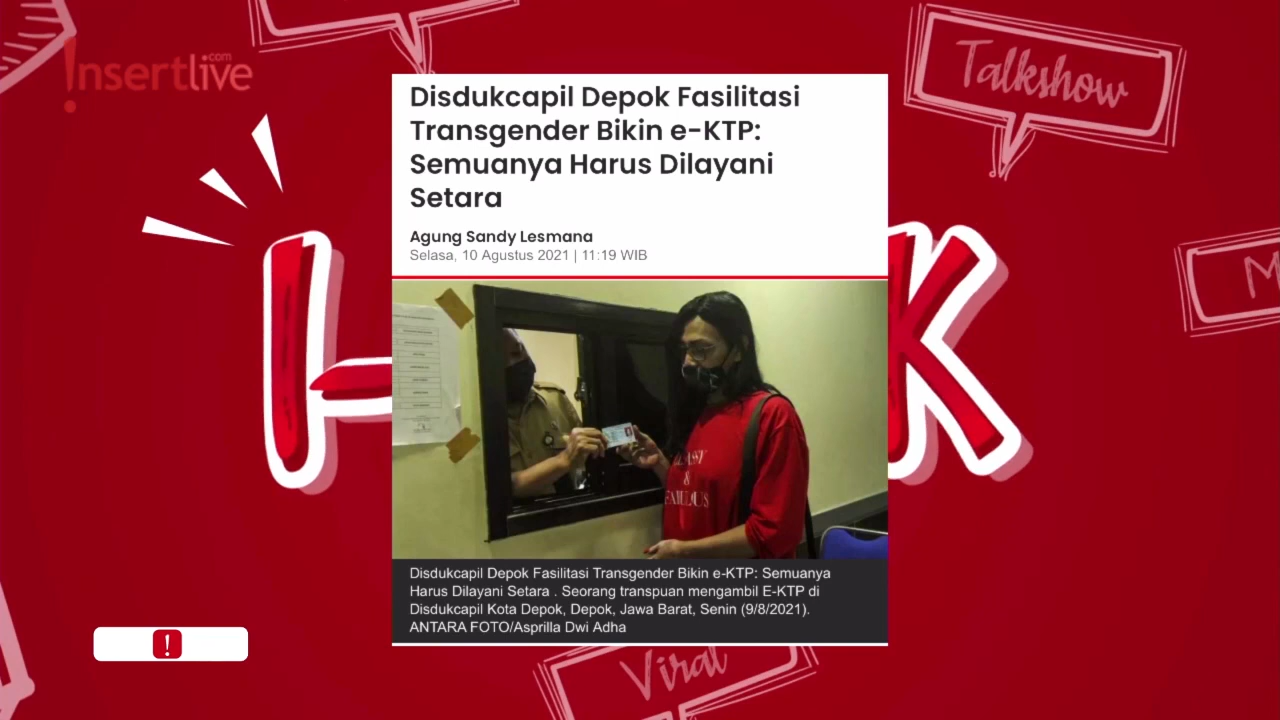 insertlive
.com
Talkshow
Disdukcapil Depok Fasilitasi
Transgender Bikin e-KTP:
Semuanya Harus Dilayani
Setara
Agung Sandy Lesmana
Selasa, 10 Agustus 2021 | 11:19 WIB
H
K
M
&
Disdukcapil Depok Fasilitasi Transgender Bikin e-KTP: Semuanya
Harus Dilayani Setara . Seorang transpuan mengambil E-KTP di
Disdukcapil Kota Depok, Depok, Jawa Barat, Senin (9/8/2021).
ANTARA FOTO/Asprilla Dwi Adha
!
Viral